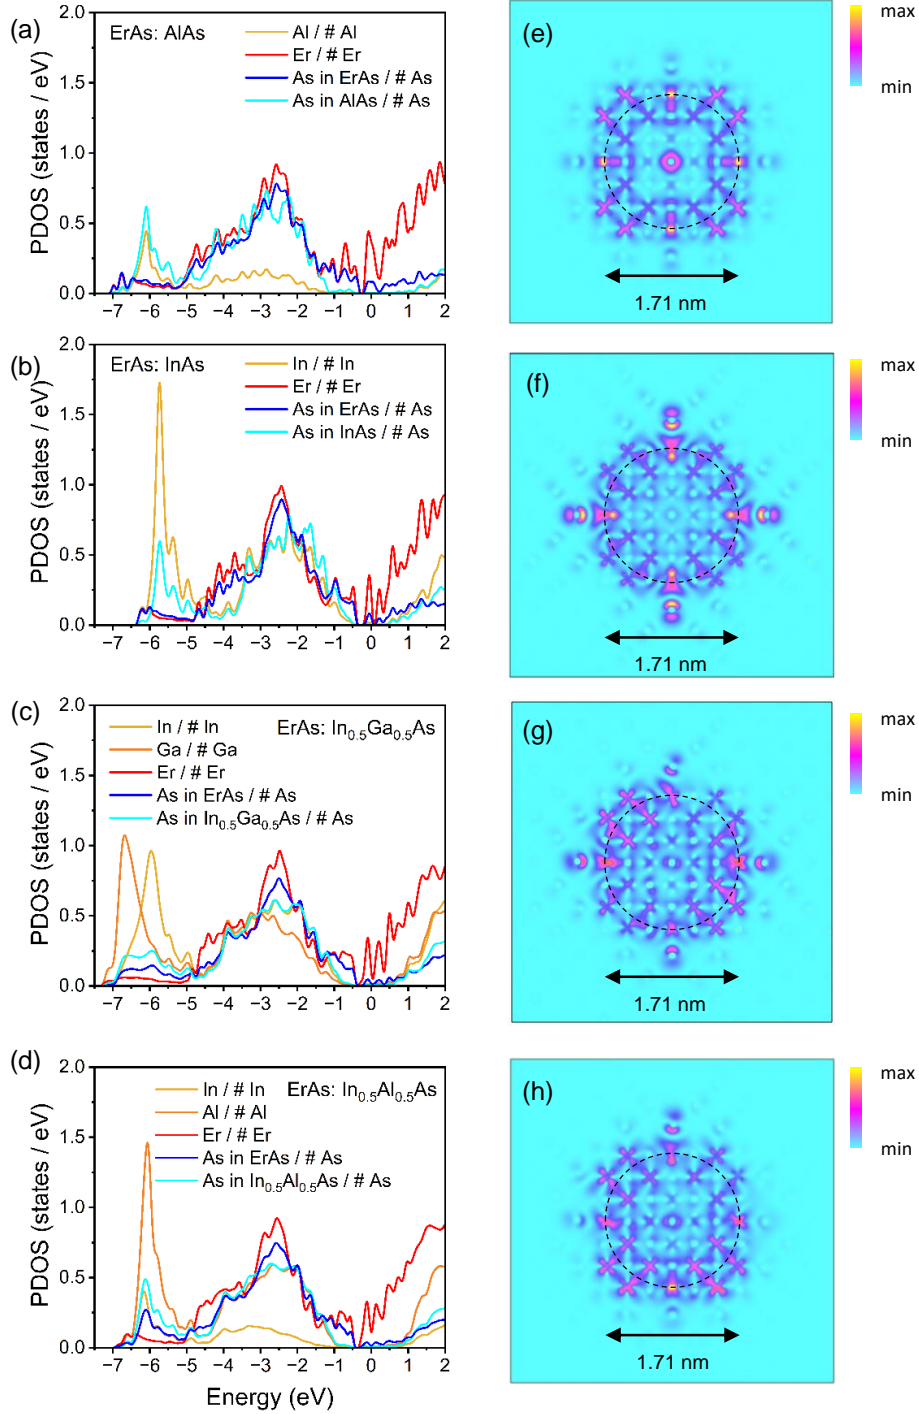 (a)
ErAs: AlAs
Al / # Al
Er / # Er
As in ErAs / # As
As in AlAs / # As
PDOS (states / eV)
2.0
1.5
1.0
0.5
0.0
−7 −6 −5 −4 −3 −2 −1 0 1 2
(e)
max
min
1.71 nm
(b)
ErAs: InAs
In / # In
Er / # Er
As in ErAs / # As
As in InAs / # As
PDOS (states / eV)
2.0
1.5
1.0
0.5
0.0
−7 −6 −5 −4 −3 −2 −1 0 1 2
(f)
max
min
1.71 nm
(c)
In / # In
Ga / # Ga
Er / # Er
As in ErAs / # As
As in In0.5Ga0.5As / # As
ErAs: In0.5Ga0.5As
PDOS (states / eV)
2.0
1.5
1.0
0.5
0.0
−7 −6 −5 −4 −3 −2 −1 0 1 2
(g)
max
min
1.71 nm
(d)
In / # In
Al / # Al
Er / # Er
As in ErAs / # As
As in In0.5Al0.5As / # As
ErAs: In0.5Al0.5As
PDOS (states / eV)
2.0
1.5
1.0
0.5
0.0
−7 −6 −5 −4 −3 −2 −1 0 1 2
Energy (eV)
(h)
max
min
1.71 nm